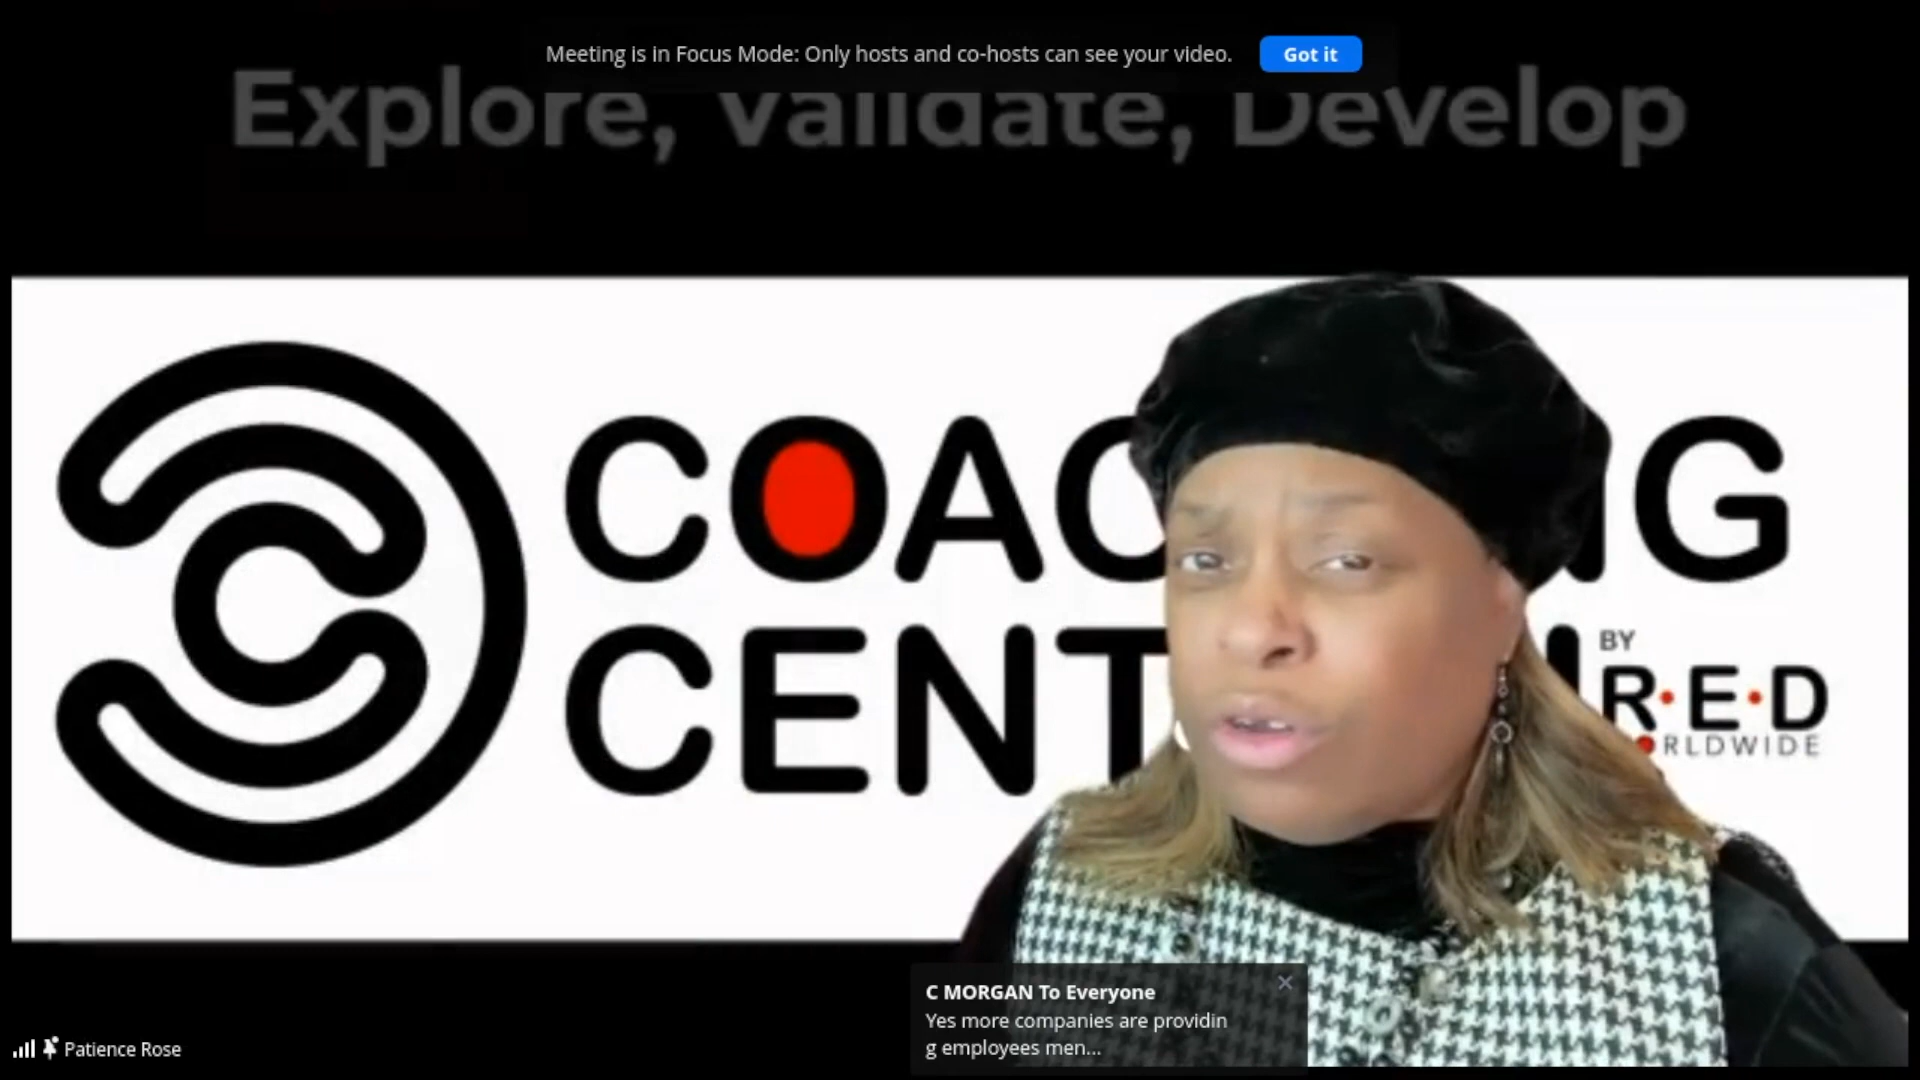 Meeting is in Focus Mode: Only hosts and co-hosts can see your video.
Got it
Explore, Validate, Develop
COAC
G
CENT
BY
R·E·D
RLDWIDE
C MORGAN To Everyone
Yes more companies are providin
g employees men...
Patience Rose